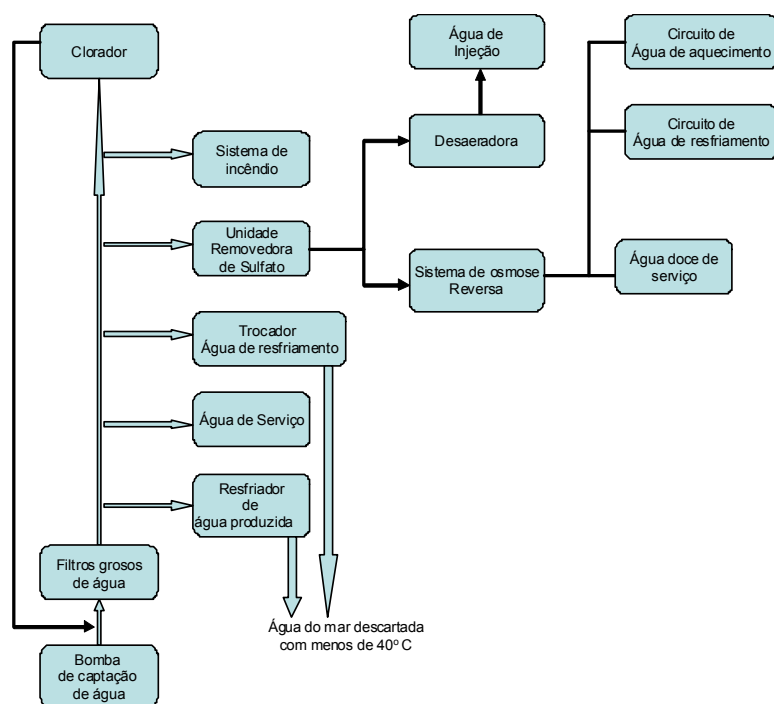 Clorador
Água de
Injeção
Circuito de
Água de aquecimento
Sistema de
incêndio
Desaeradora
Circuito de
Água de resfriamento
Unidade
Removedora
de Sulfato
Sistema de osmose
Reversa
Água doce de
serviço
Trocador
Água de resfriamento
Água de Serviço
Resfriador
de
água produzida
Filtros grosos
de água
Água do mar descartada
com menos de 40º C
Bomba
de captação
de água